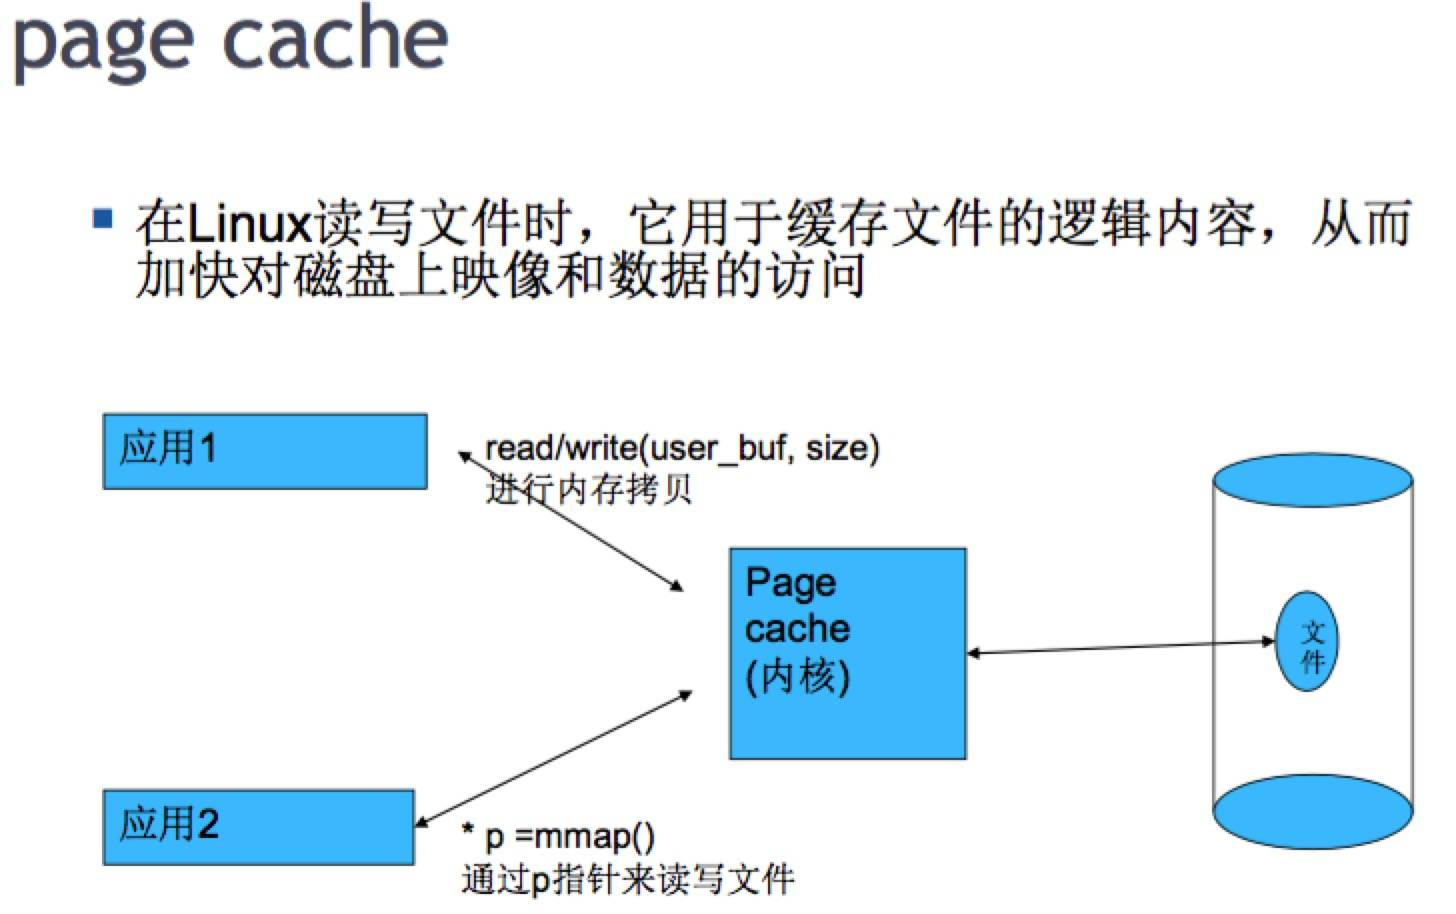 page cache
在Linux读写文件时，它用于缓存文件的逻辑内容，从而
加快对磁盘上映像和数据的访问
应用1
read/write(user_buf, size)
进行内存拷贝
Page
cache
(内核)
文
件
应用2
* p =mmap()
通过p指针来读写文件